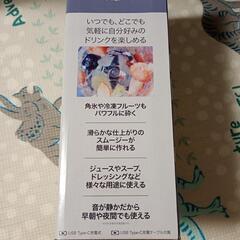 いつでも、どこでも
気軽に自分好みの
ドリンクを楽しめる
角氷や冷凍フルーツも
パワフルに砕く
滑らかな仕上がりの
スムージーが
簡単に作れる
ジュースやスープ、
ドレッシングなど
様々な用途に使える
音が静かだから
早朝や夜間でも使える
USB Type-C充電式
USB Type-C充電ケーブル付属